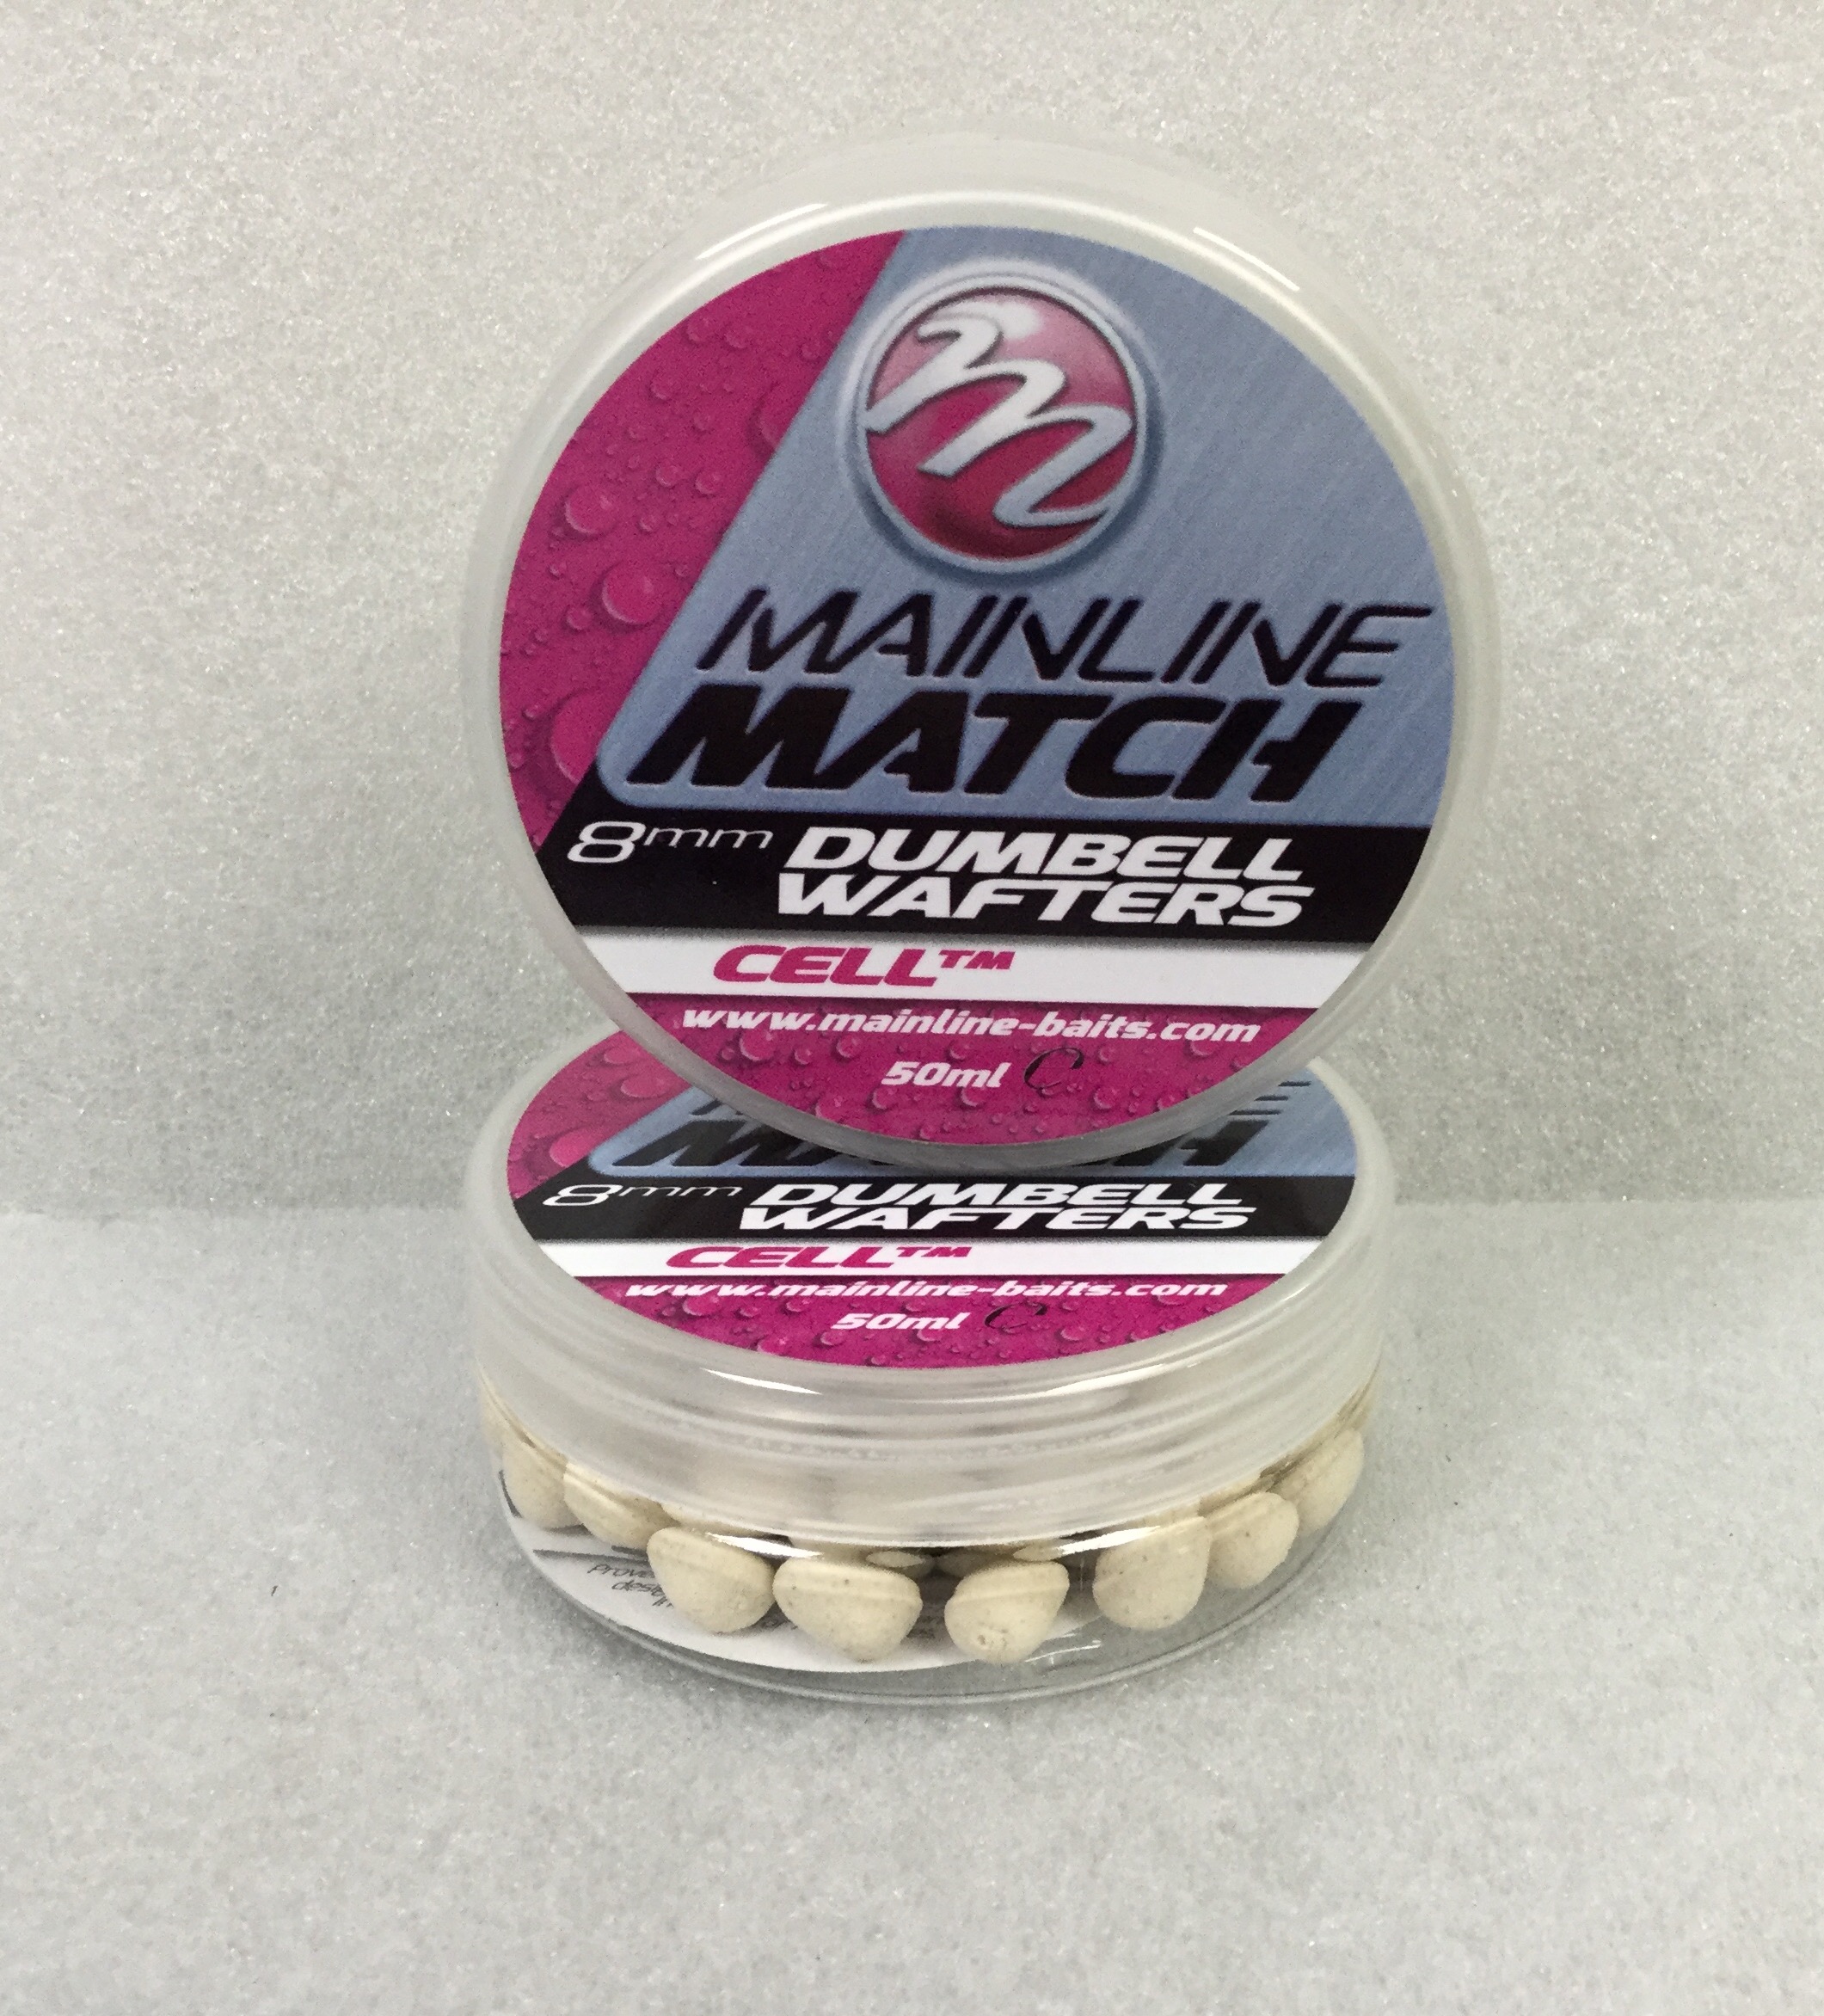 m
MAINLINE
MATCH
8mm DUMBELL
WAFTERS
CELL™
www.mainline-baits.com
50ml C
MATCH
8mm DUMBELL
WAFTERS
CELL™
www.mainline-baits.com
50ml C